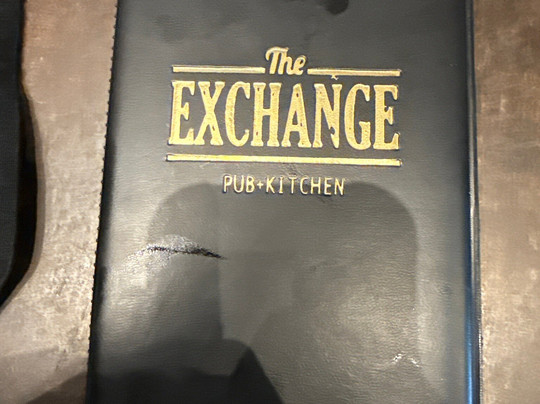 The
EXCHANGE
PUB+KITCHEN